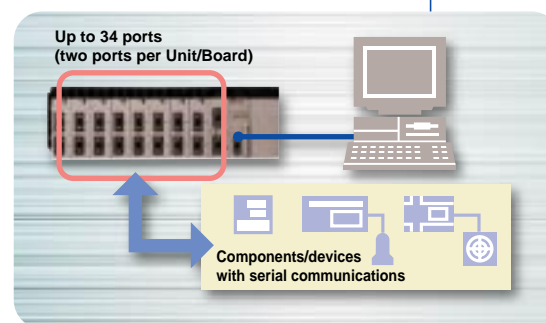 Up to 34 ports
(two ports per Unit/Board)
Components/devices
with serial communications